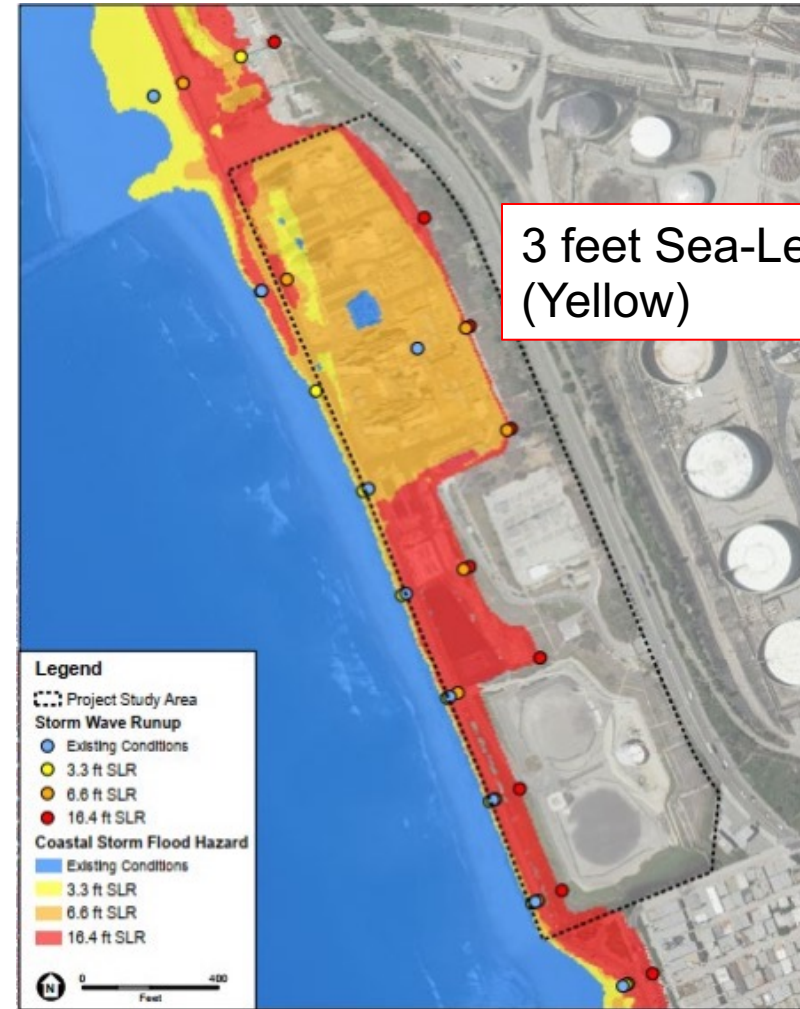 3 feet Sea-Le
(Yellow)
Legend
Project Study Area
Storm Wave Runup
Existing Conditions
3.3 ft SLR
6.6 ft SLR
16.4 ft SLR
Coastal Storm Flood Hazard
Existing Conditions
3.3 ft SLR
6.6 ft SLR
16.4 ft SLR
N
0 400
Feet